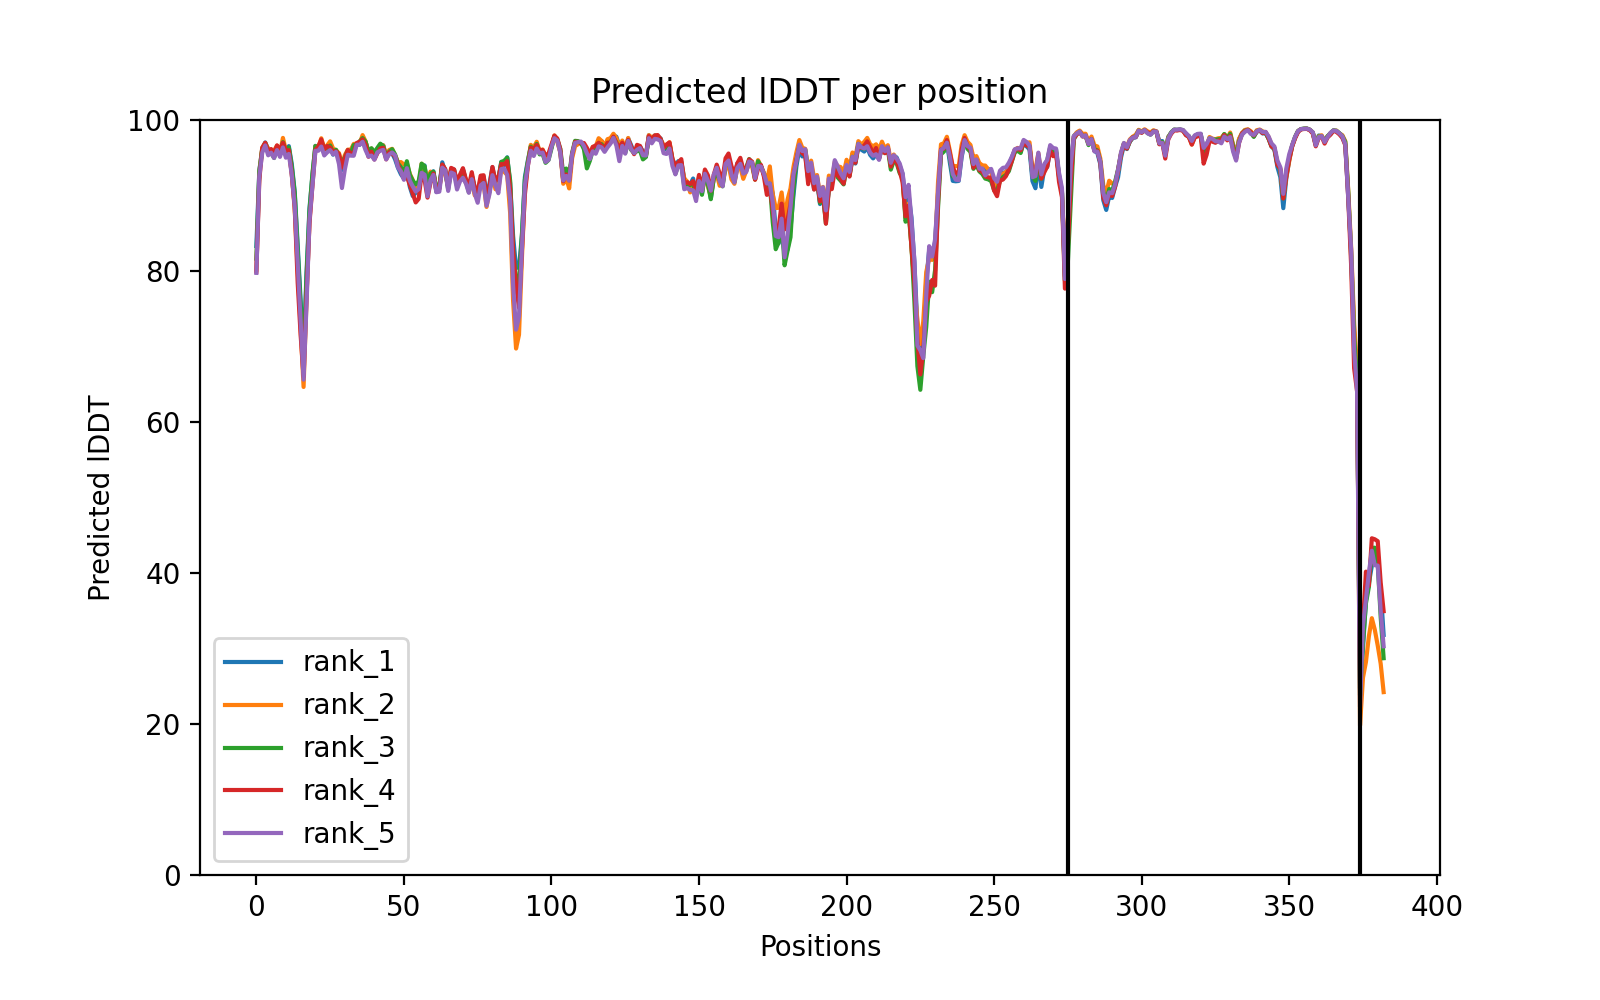 Predicted lDDT per position
100
80
60
40
20
0
Predicted lDDT
rank_1
rank_2
rank_3
rank_4
rank_5
0 50 100 150 200 250 300 350 400
Positions